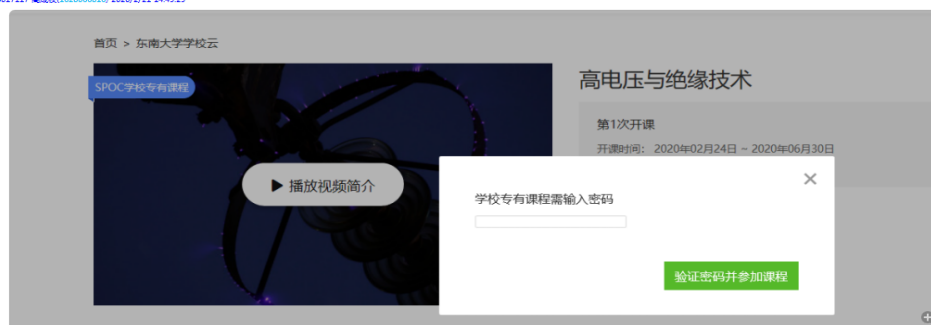 首页 > 东南大学学校云
SPOC学校专有课程
播放视频简介
高电压与绝缘技术
第1次开课
开课时间： 2020年02月24日 ~ 2020年06月30日
学校专有课程需输入密码
验证密码并参加课程